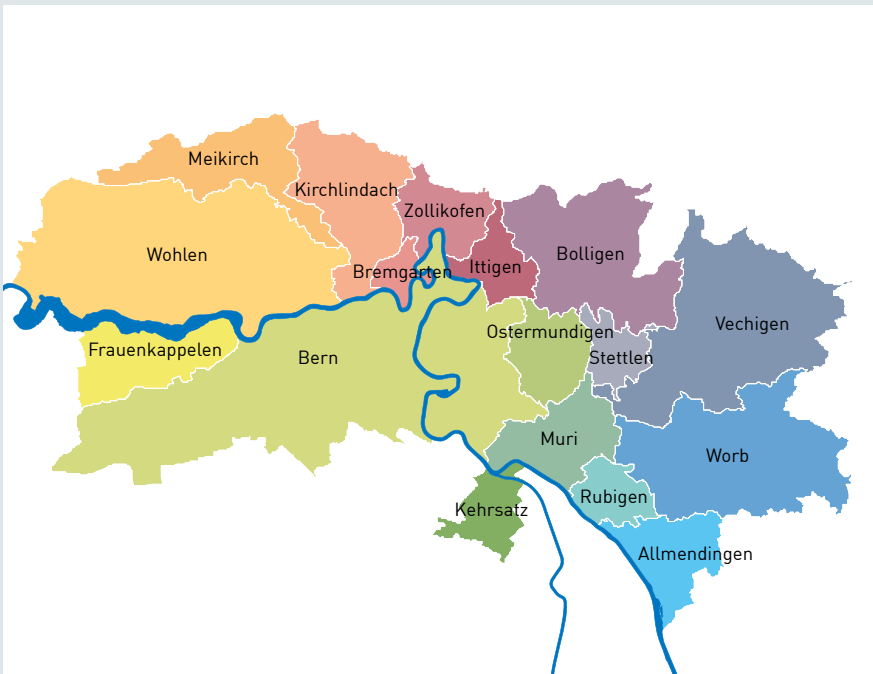 Meikirch
Kirchlindach
Zollikofen
Wohlen
Bremgarten
Ittigen
Bolligen
Vechigen
Ostermundigen
Frauenkappelen
Bern
Stettlen
Muri
Worb
Rubigen
Kehrsatz
Allmendingen